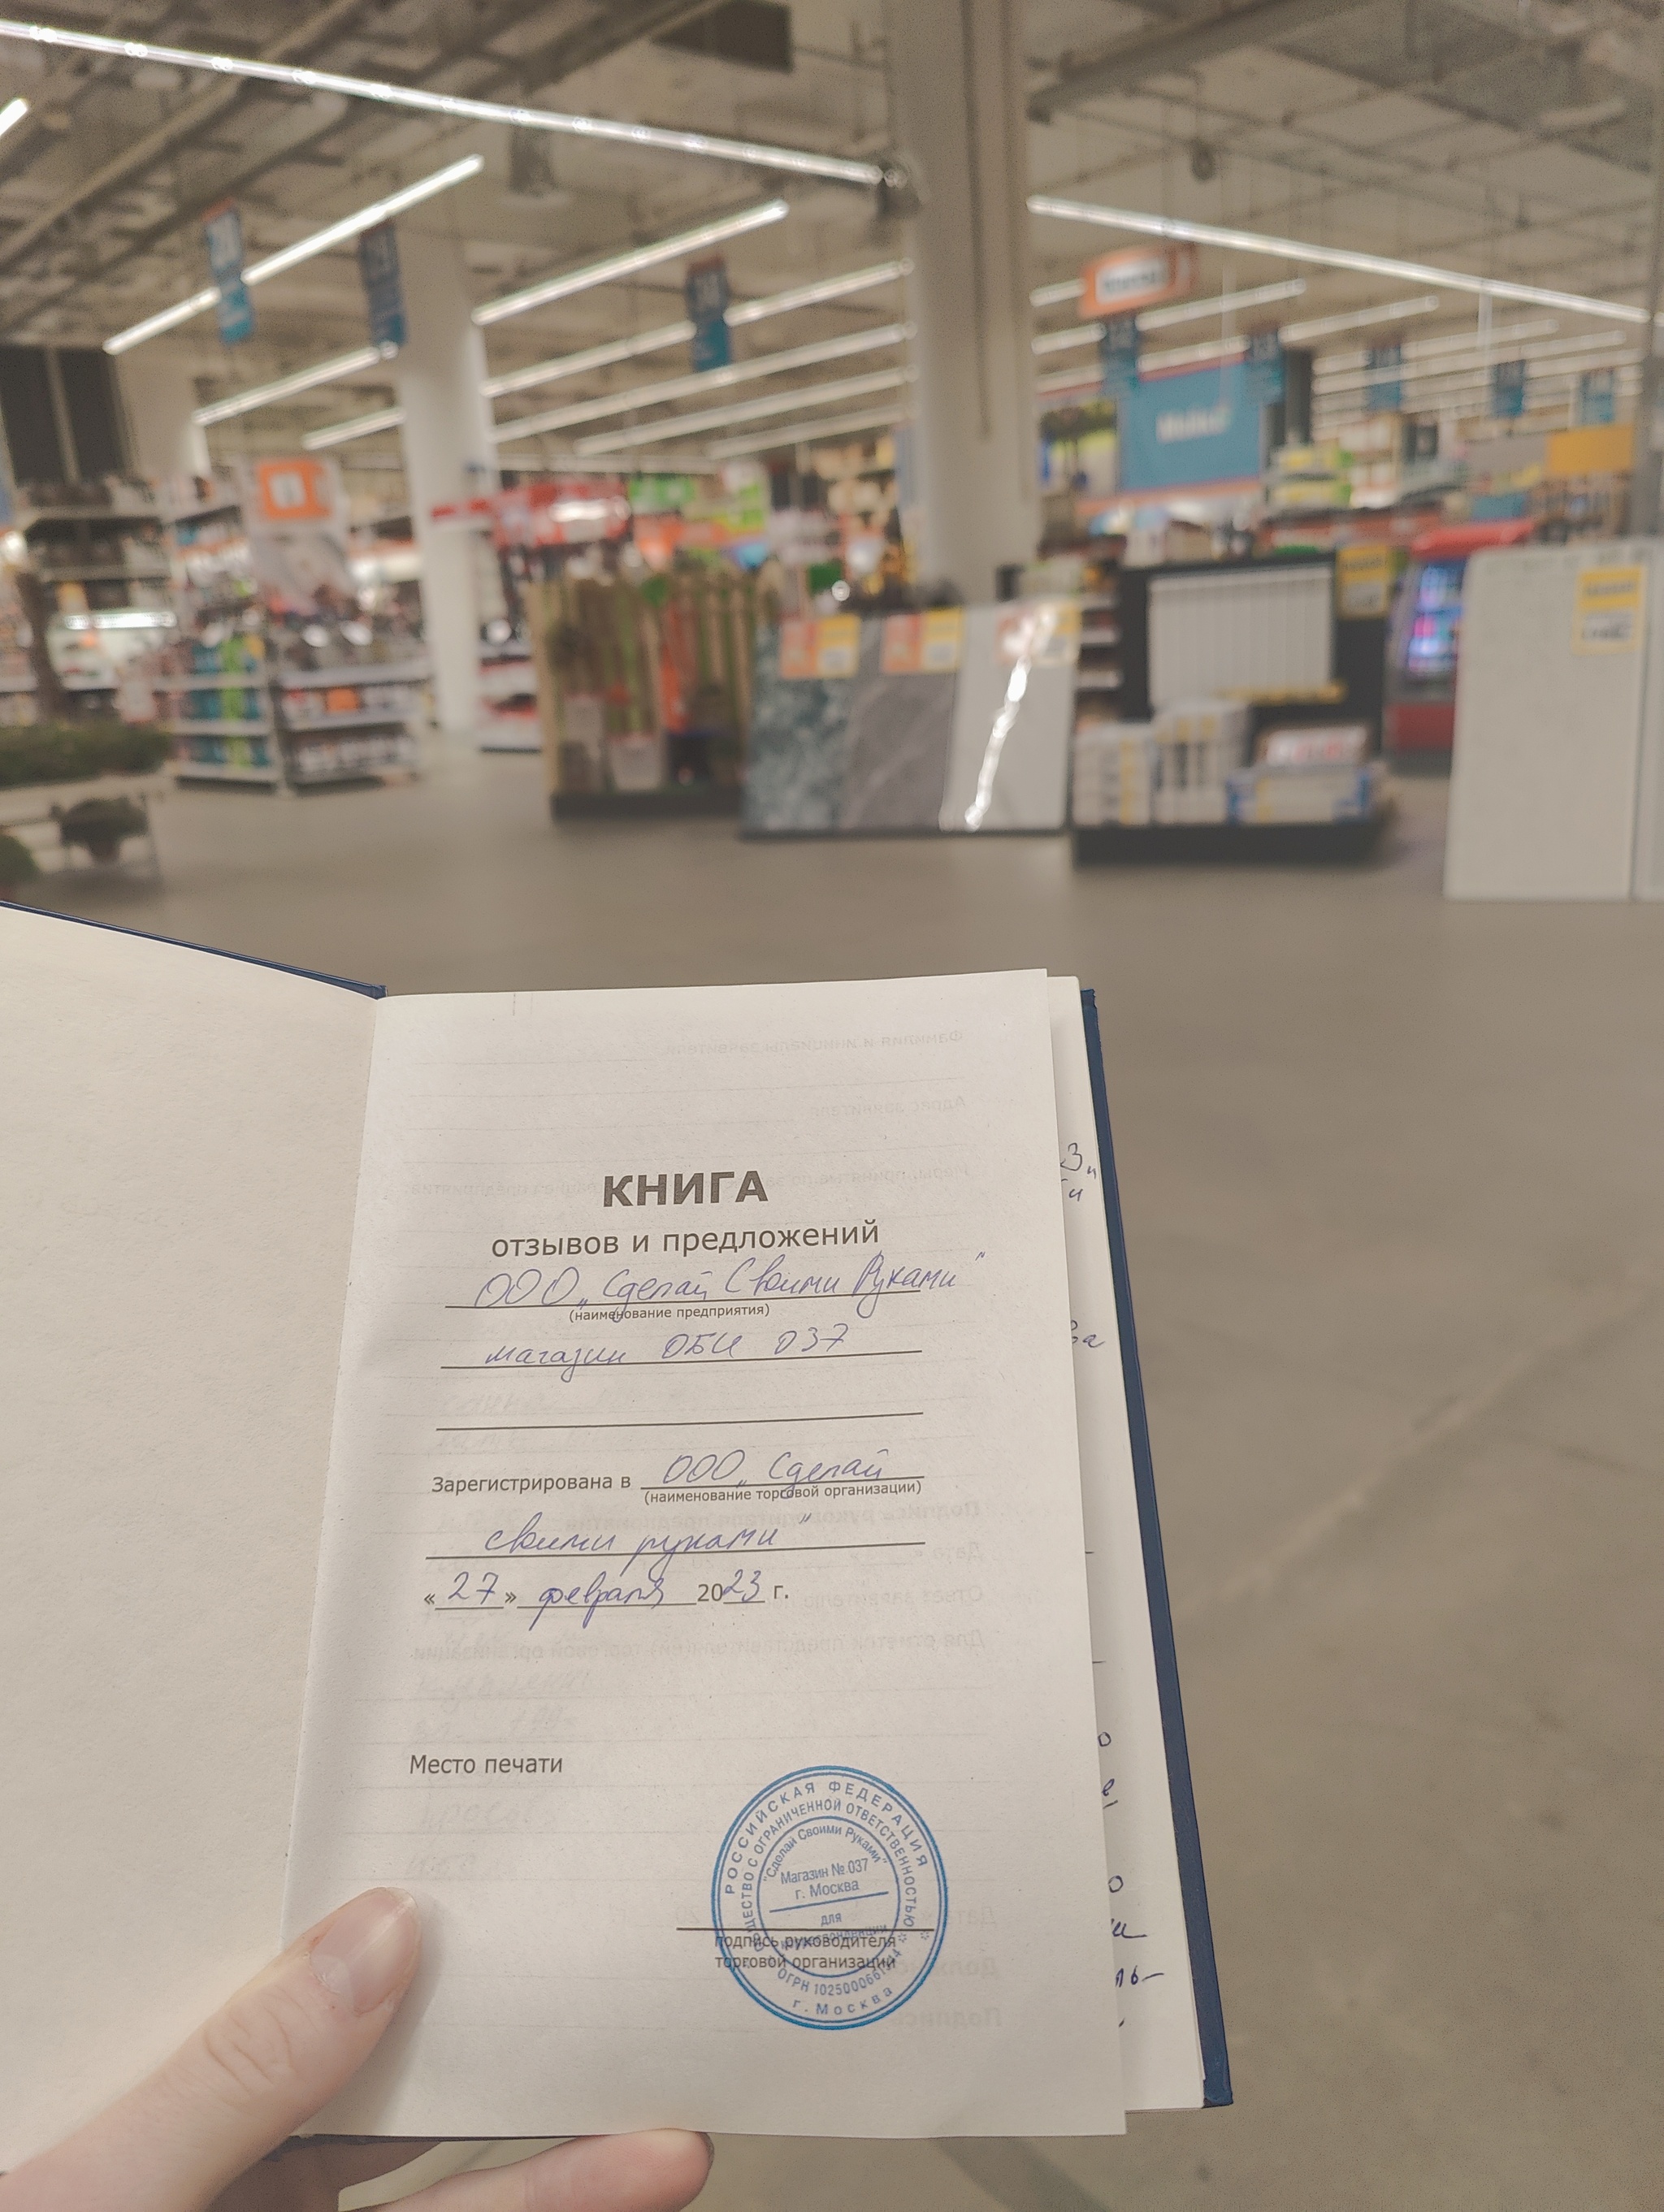 КНИГА
отзывов и предложений
ООО „Сделай Своими Руками"
(наименование предприятия)
магазин ОБИ 037
Зарегистрирована в ООО „Сделай
(наименование торговой организации)
своими руками"
«27» февраля 2023 г.
Место печати
РОССИЙСКАЯ ФЕДЕРАЦИЯ
ОБЩЕСТВО С ОГРАНИЧЕННОЙ ОТВЕТСТВЕННОСТЬЮ
"Сделай Своими Руками"
Магазин № 037
г. Москва
для
подпись руководителя
торговой организации
ОГРН
г. Москва